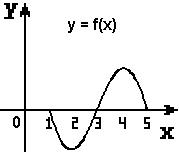 y
y = f(x)
0 1 2 3 4 5 x